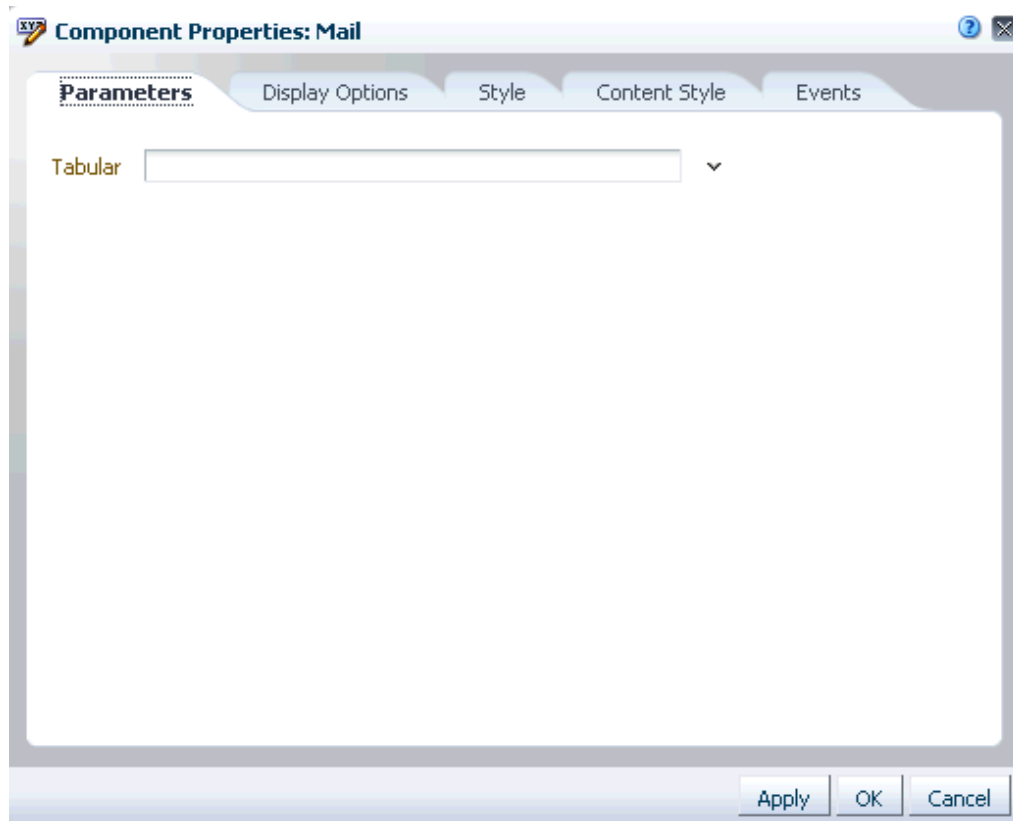 Component Properties: Mail
Parameters Display Options Style Content Style Events
Tabular
Apply OK Cancel